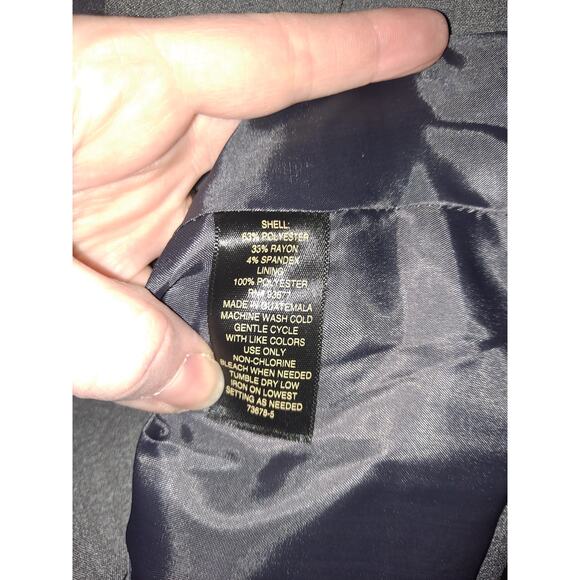 SHELL:
63% POLYESTER
33% RAYON
4% SPANDEX
LINING
100% POLYESTER
RN# 93677
MADE IN GUATEMALA
MACHINE WASH COLD
GENTLE CYCLE
WITH LIKE COLORS
USE ONLY
NON-CHLORINE
BLEACH WHEN NEEDED
TUMBLE DRY LOW
IRON ON LOWEST
SETTING AS NEEDED
73679-5